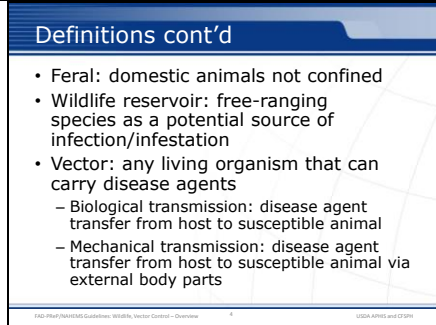 Definitions cont’d
• Feral: domestic animals not confined
• Wildlife reservoir: free-ranging
species as a potential source of
infection/infestation
• Vector: any living organism that can
carry disease agents
– Biological transmission: disease agent
transfer from host to susceptible animal
– Mechanical transmission: disease agent
transfer from host to susceptible animal via
external body parts
FAD-PReP/NAHEMS Guidelines: Wildlife, Vector Control – Overview 4 USDA APHIS and CFSPH